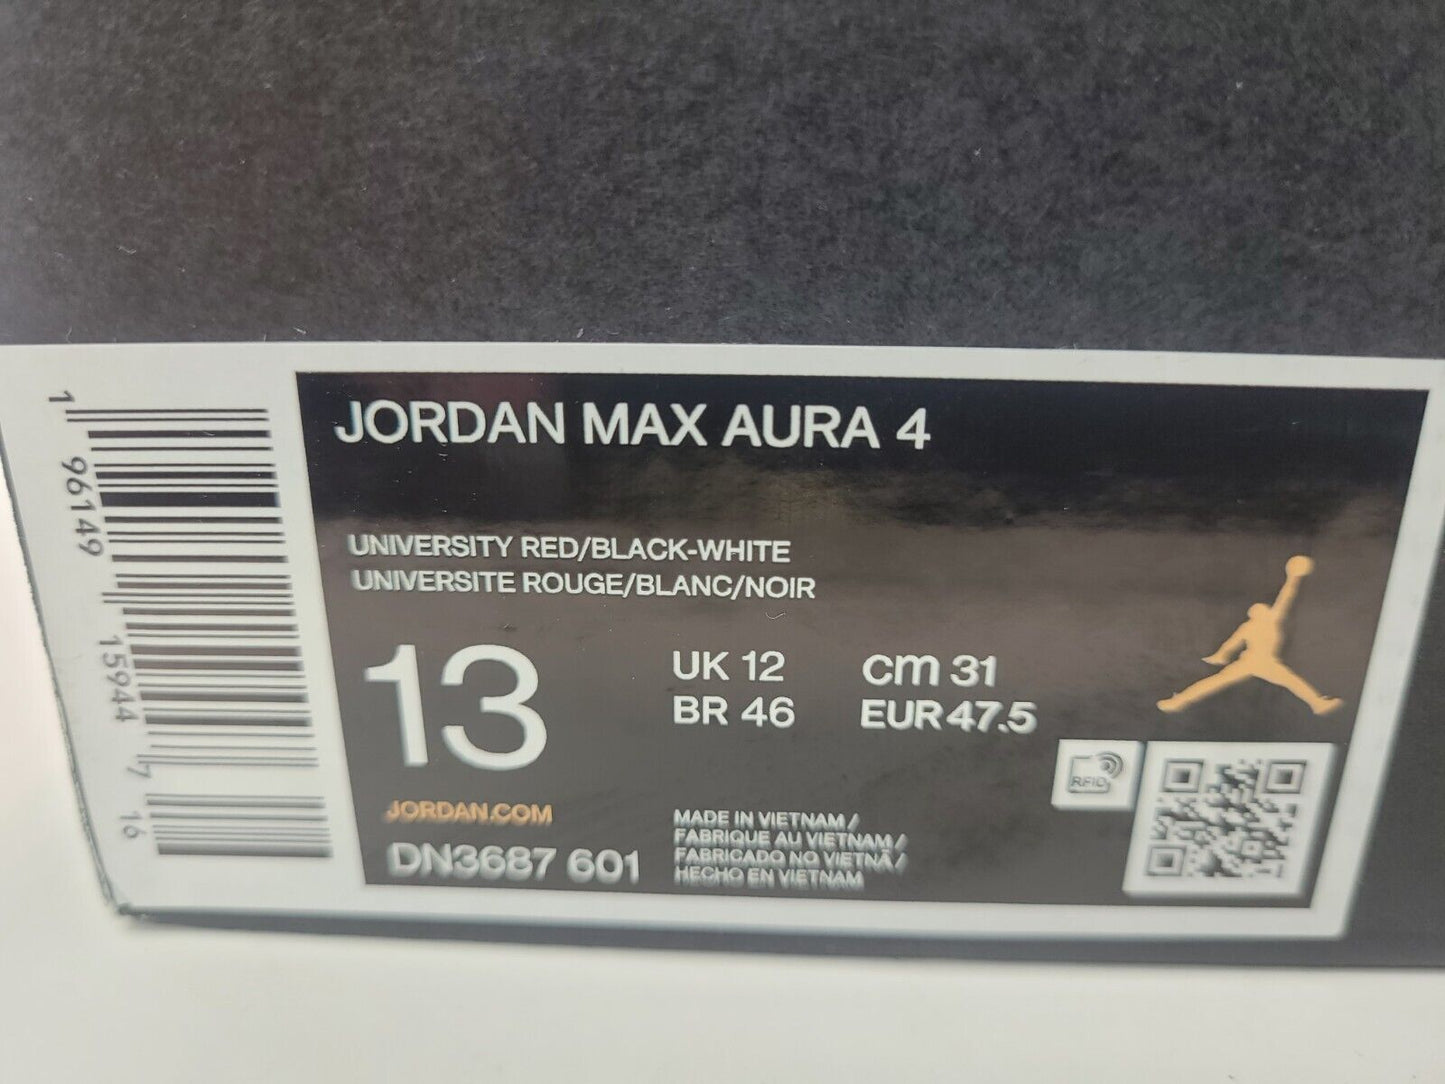 JORDAN MAX AURA 4
UNIVERSITY RED/BLACK-WHITE
UNIVERSITE ROUGE/BLANC/NOIR
13
UK 12
BR 46
cm 31
EUR 47.5
JORDAN.COM
DN3687 601
MADE IN VIETNAM /
FABRIQUE AU VIETNAM /
FABRICADO NO VIETNÃ /
HECHO EN VIETNAM
RFID
1 96149 15944 7 16